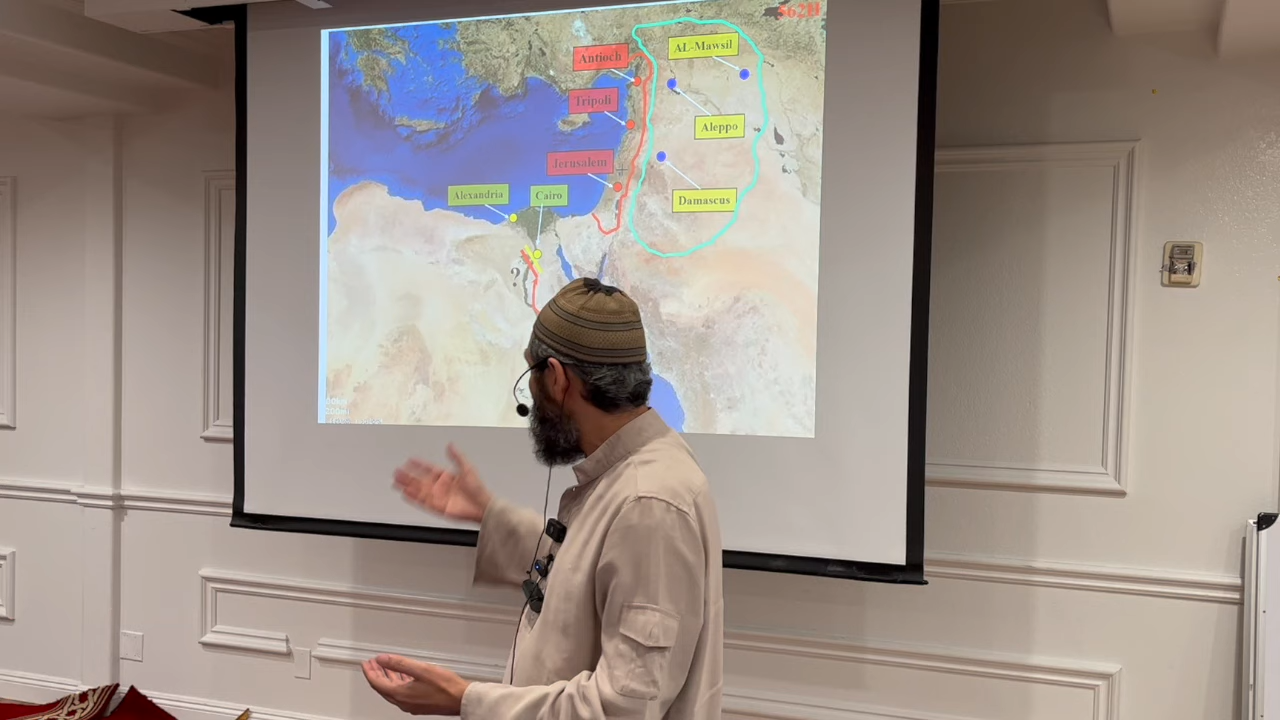 562H
AL-Mawsil
Antioch
Tripoli
Aleppo
Jerusalem
Alexandria
Cairo
Damascus
?